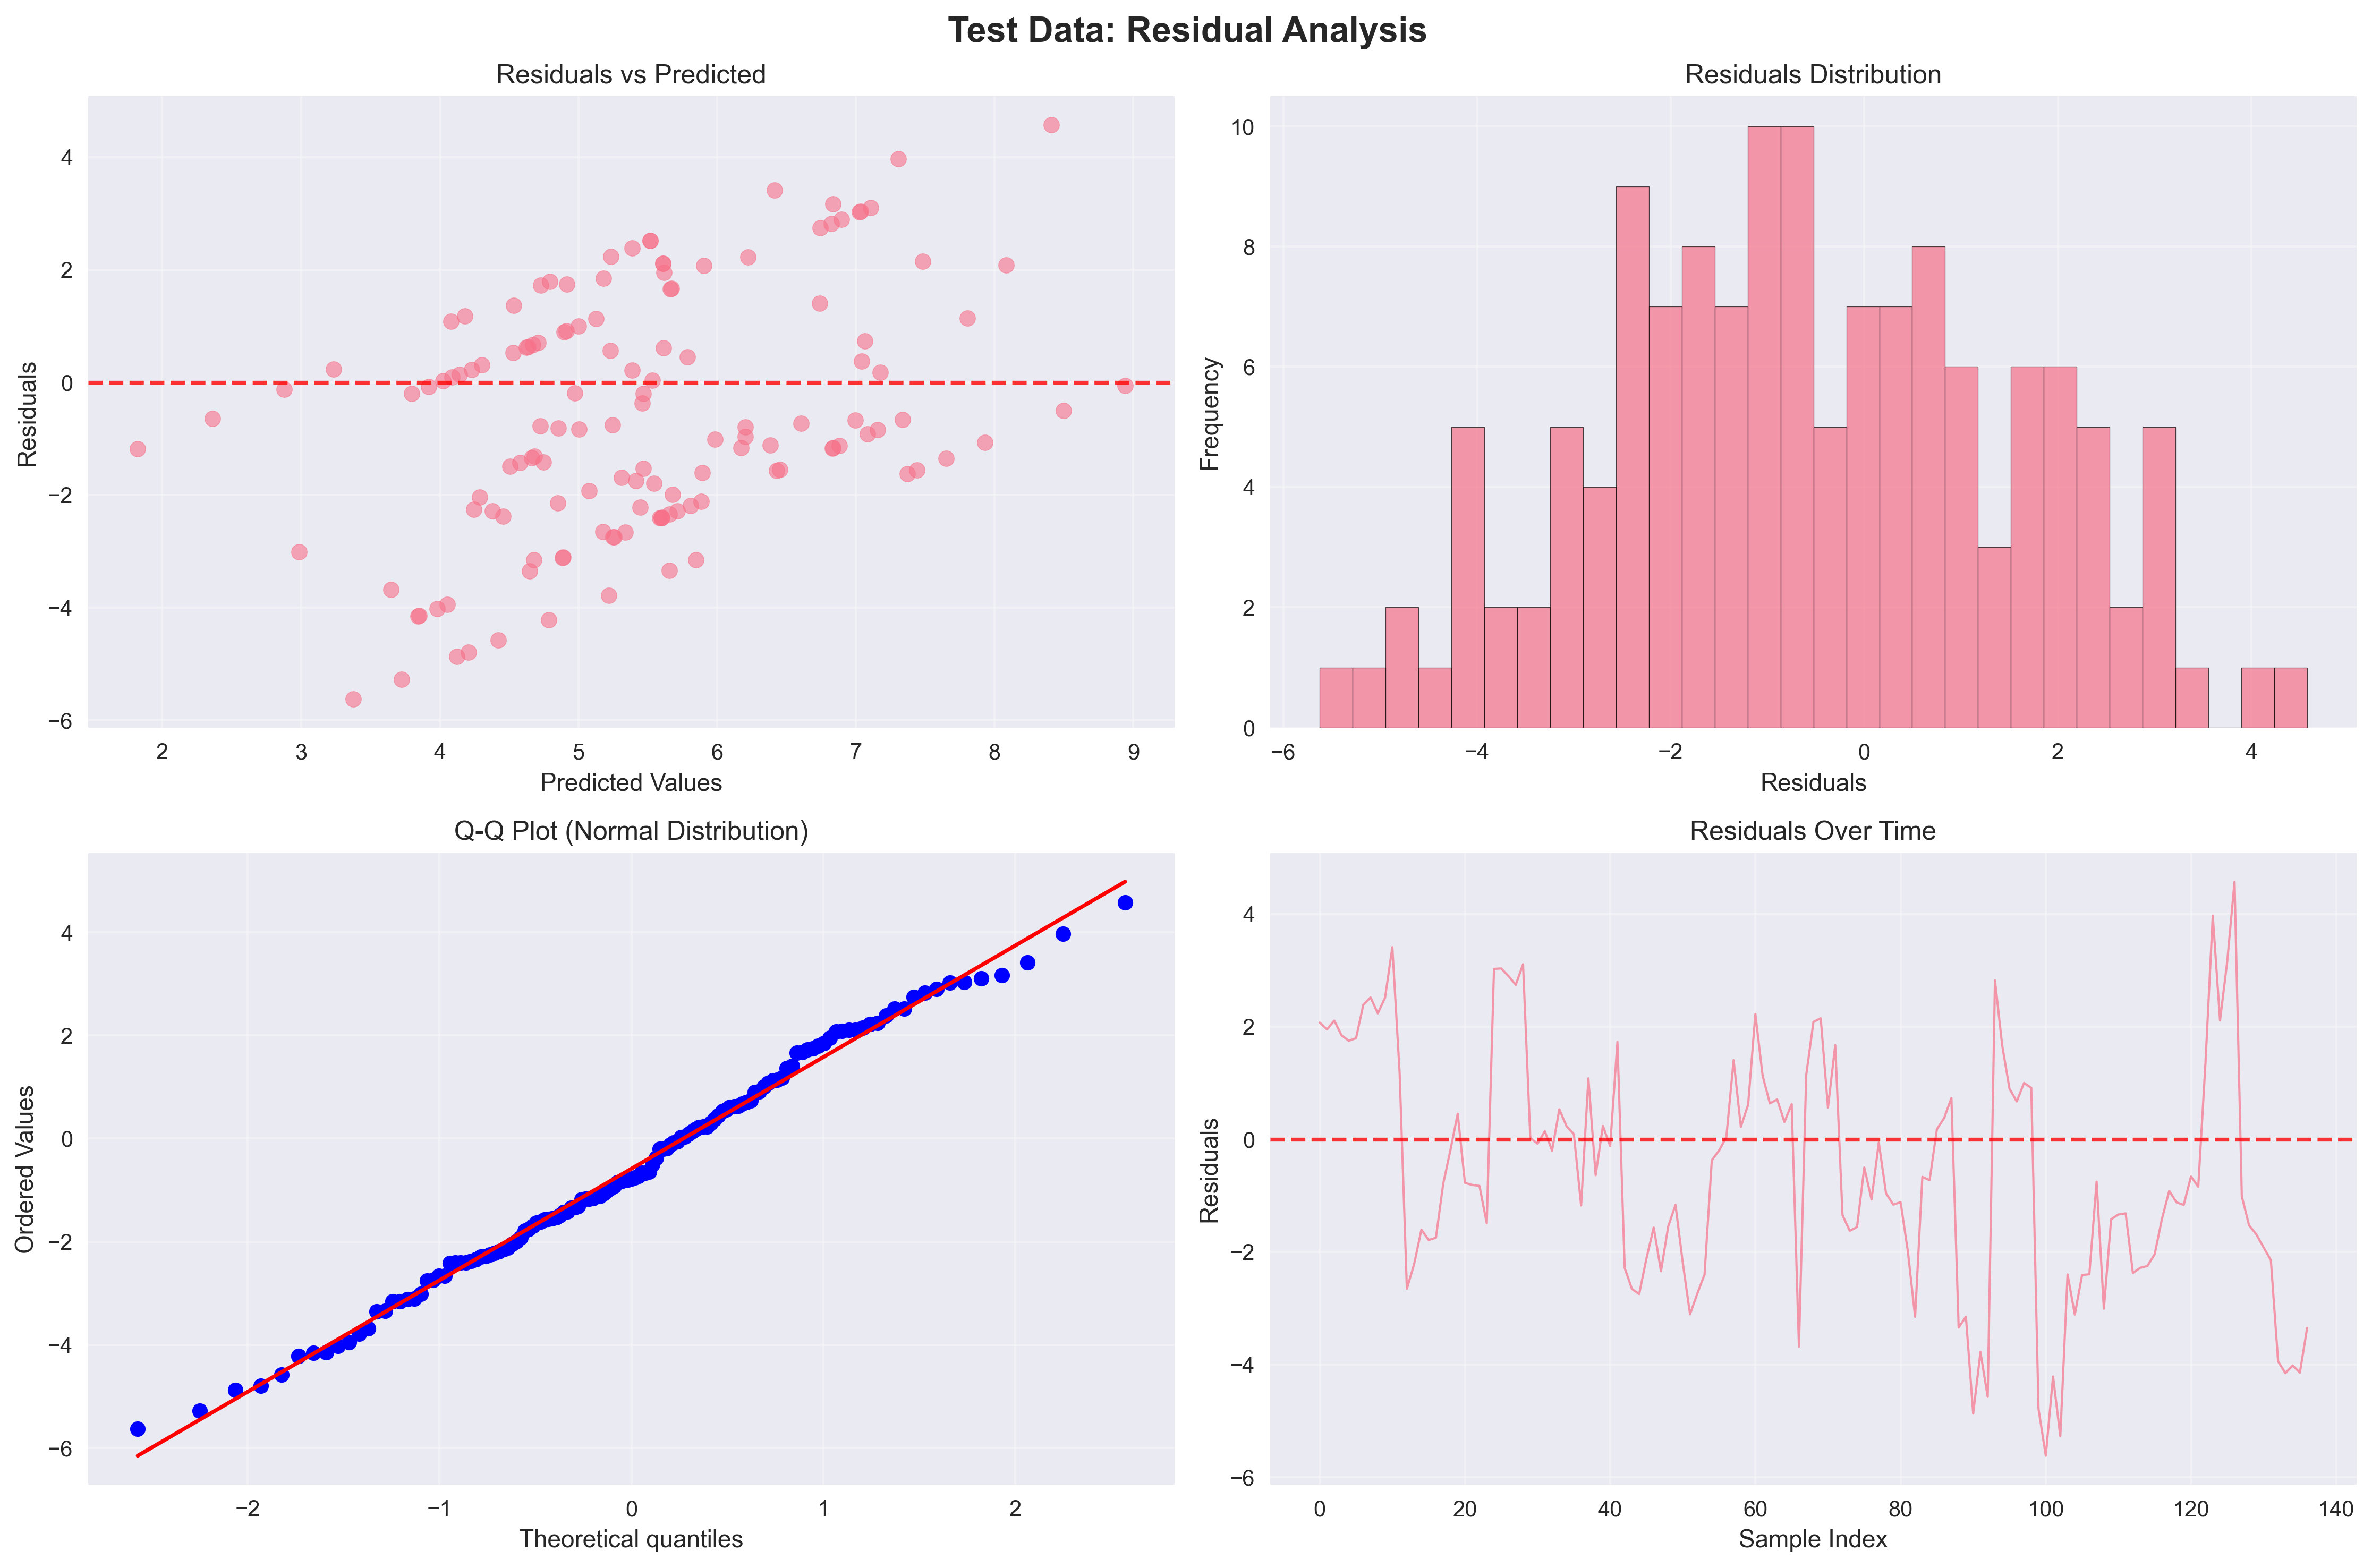 Test Data: Residual Analysis
Residuals vs Predicted
Residuals
4
2
0
−2
−4
−6
2 3 4 5 6 7 8 9
Predicted Values
Residuals Distribution
Frequency
10
8
6
4
2
0
−6 −4 −2 0 2 4
Residuals
Q-Q Plot (Normal Distribution)
Ordered Values
4
2
0
−2
−4
−6
−2 −1 0 1 2
Theoretical quantiles
Residuals Over Time
Residuals
4
2
0
−2
−4
−6
0 20 40 60 80 100 120 140
Sample Index